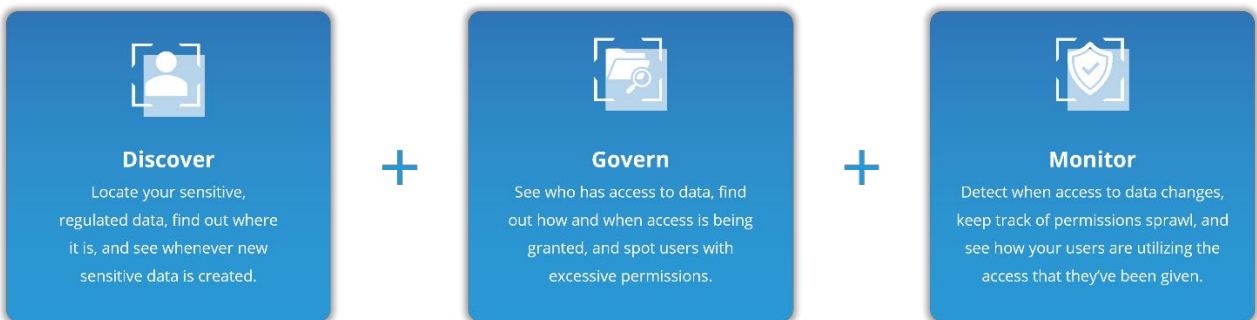 Discover
Locate your sensitive,
regulated data, find out where
it is, and see whenever new
sensitive data is created.
+
Govern
See who has access to data, find
out how and when access is being
granted, and spot users with
excessive permissions.
+
Monitor
Detect when access to data changes,
keep track of permissions sprawl, and
see how your users are utilizing the
access that they’ve been given.